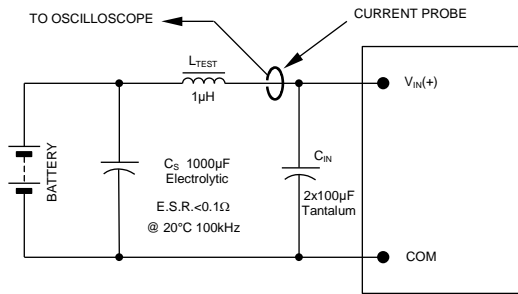 TO OSCILLOSCOPE
CURRENT PROBE
LTEST
1µH
VIN(+)
BATTERY
CS 1000µF
Electrolytic
E.S.R.<0.1Ω
@ 20°C 100kHz
CIN
2x100µF
Tantalum
COM